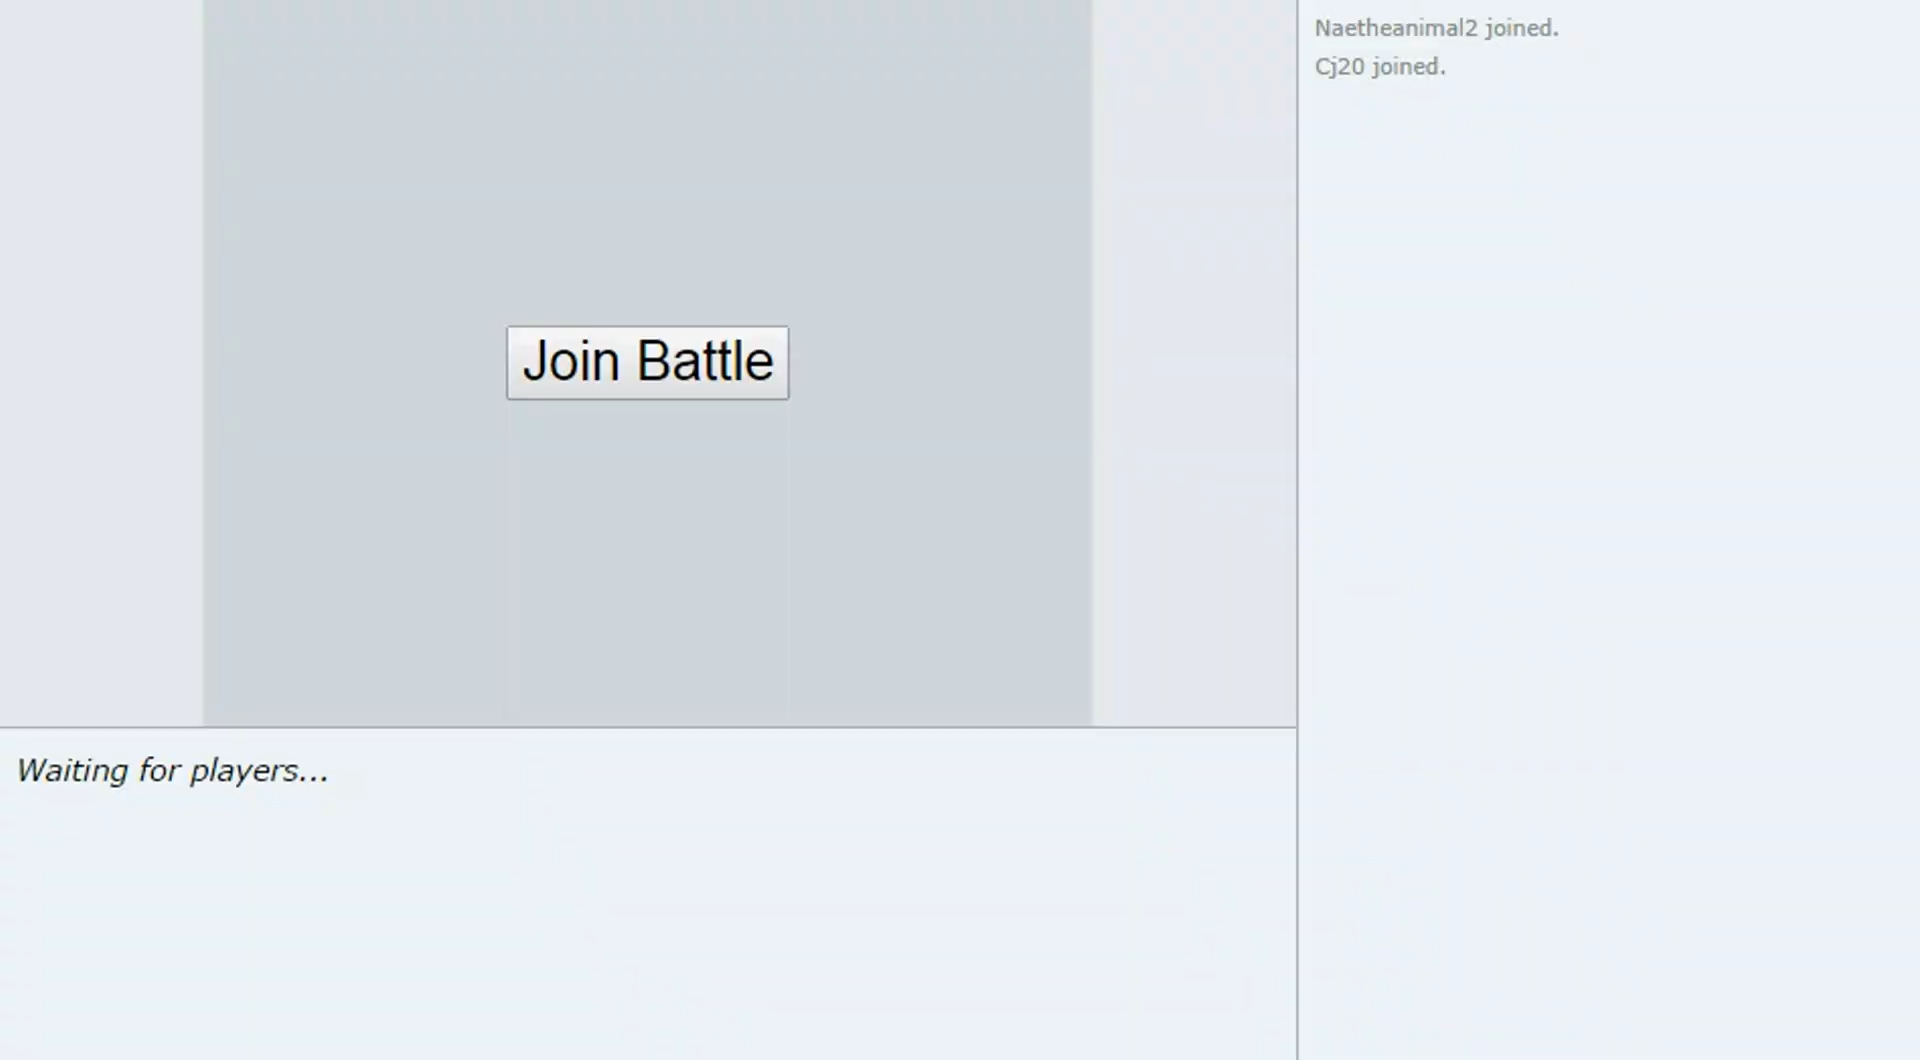 Naetheanimal2 joined.
Cj20 joined.
Join Battle
Waiting for players...